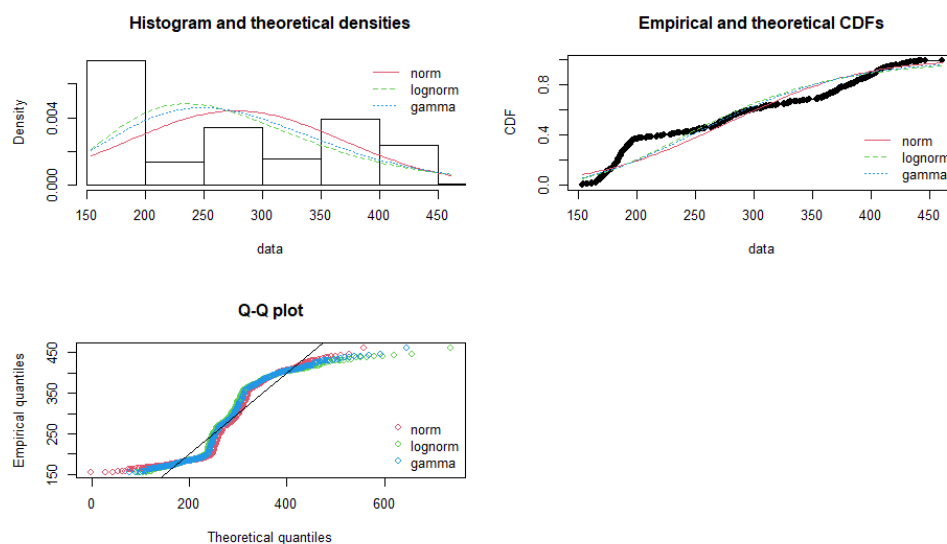 Histogram and theoretical densities
Density
0.000
0.004
norm
lognorm
gamma
150 200 250 300 350 400 450
data
Empirical and theoretical CDFs
CDF
0.0 0.4 0.8
norm
lognorm
gamma
150 200 250 300 350 400 450
data
Q-Q plot
Empirical quantiles
150 250 350 450
norm
lognorm
gamma
0 200 400 600
Theoretical quantiles